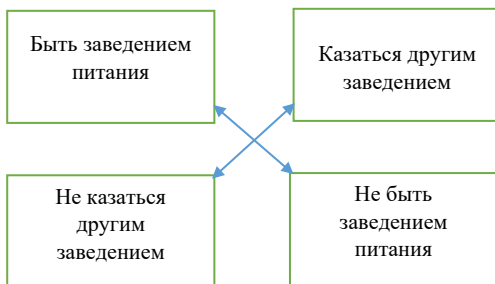 Быть заведением
питания
Казаться другим
заведением
Не казаться
другим
заведением
Не быть
заведением
питания